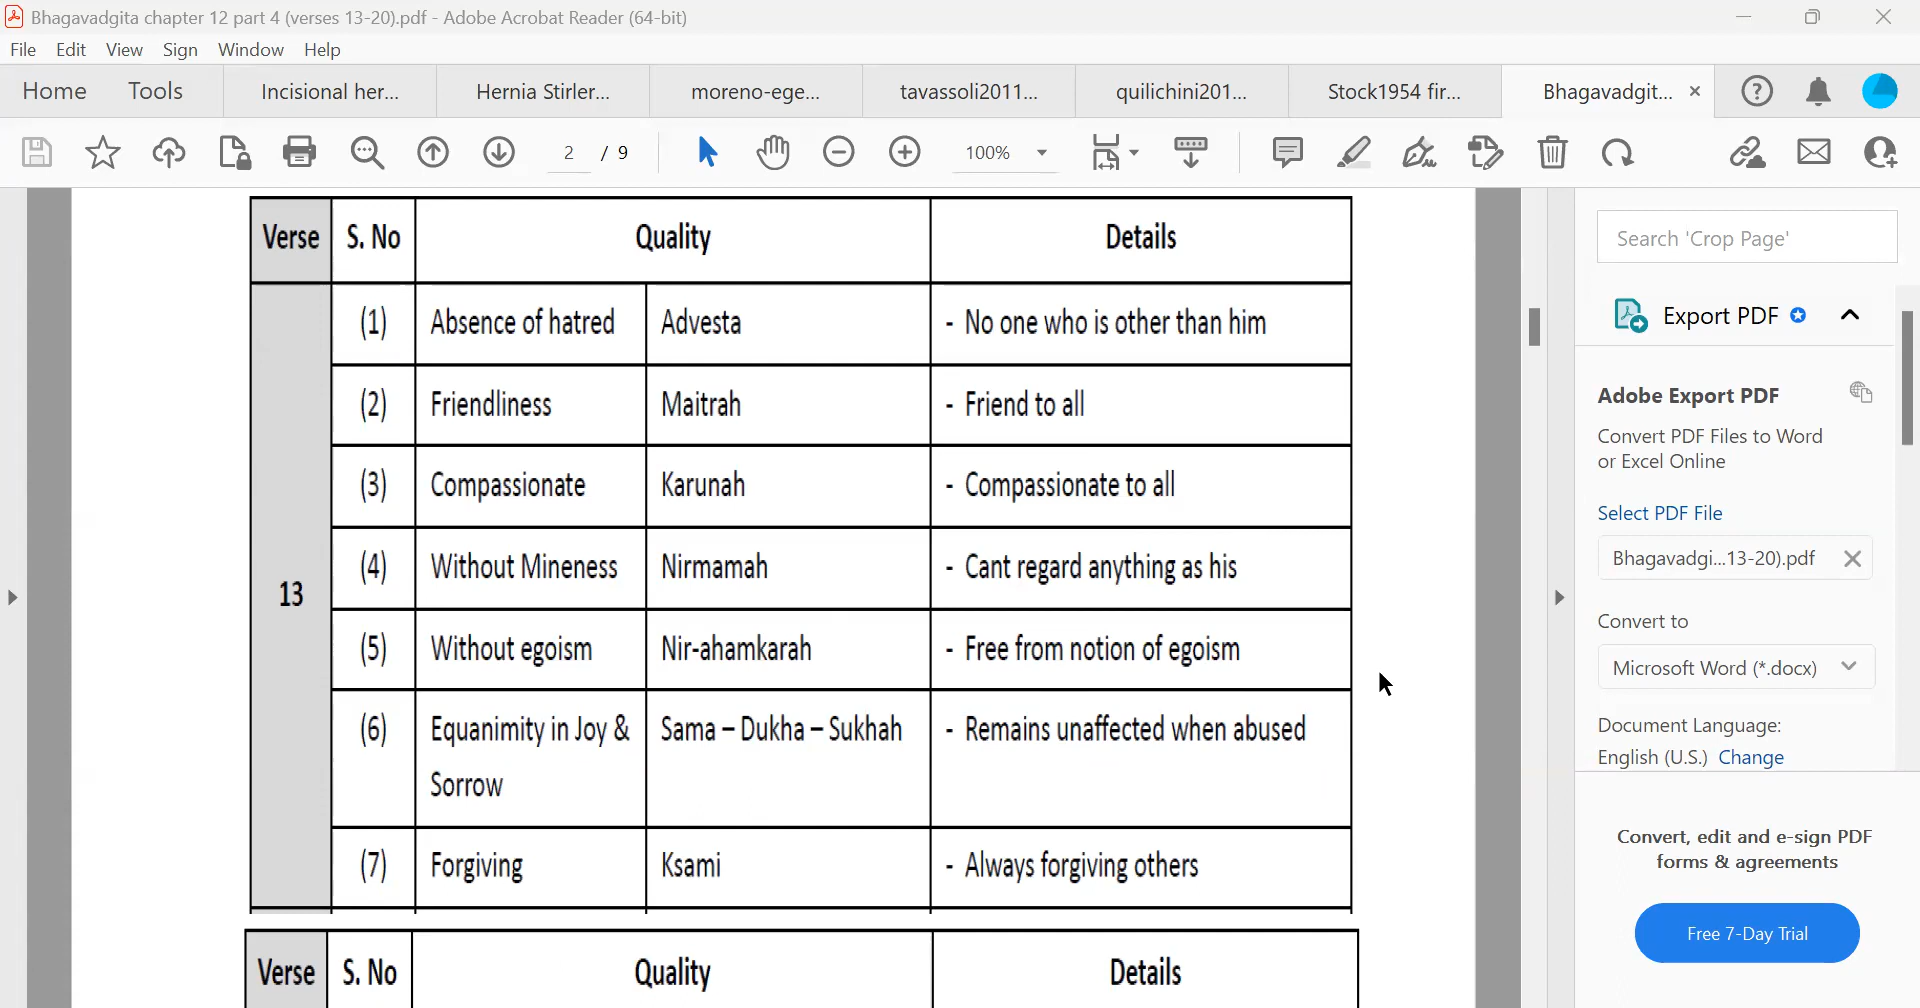 Bhagavadgita chapter 12 part 4 (verses 13-20).pdf - Adobe Acrobat Reader (64-bit)
File Edit View Sign Window Help
Home Tools Incisional her... Hernia Stirler... moreno-ege... tavassoli2011... quilichini201... Stock1954 fir... Bhagavadgit...
2 / 9 100%
Verse S. No Quality Details
13
(1) Absence of hatred Advesta - No one who is other than him
(2) Friendliness Maitrah - Friend to all
(3) Compassionate Karunah - Compassionate to all
(4) Without Mineness Nirmamah - Cant regard anything as his
(5) Without egoism Nir-ahamkarah - Free from notion of egoism
(6) Equanimity in Joy & Sama – Dukha – Sukhah - Remains unaffected when abused
Sorrow
(7) Forgiving Ksami - Always forgiving others
Verse S. No Quality Details
Search 'Crop Page'
Export PDF
Adobe Export PDF
Convert PDF Files to Word
or Excel Online
Select PDF File
Bhagavadgi...13-20).pdf
Convert to
Microsoft Word (*.docx)
Document Language:
English (U.S.) Change
Convert, edit and e-sign PDF
forms & agreements
Free 7-Day Trial